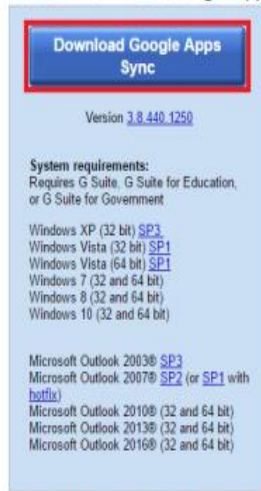 Download Google Apps
Sync
Version 3.8.440.1250
System requirements:
Requires G Suite, G Suite for Education,
or G Suite for Government
Windows XP (32 bit) SP3
Windows Vista (32 bit) SP1
Windows Vista (64 bit) SP1
Windows 7 (32 and 64 bit)
Windows 8 (32 and 64 bit)
Windows 10 (32 and 64 bit)
Microsoft Outlook 2003® SP3
Microsoft Outlook 2007® SP2 (or SP1 with
hotfix)
Microsoft Outlook 2010® (32 and 64 bit)
Microsoft Outlook 2013® (32 and 64 bit)
Microsoft Outlook 2016® (32 and 64 bit)